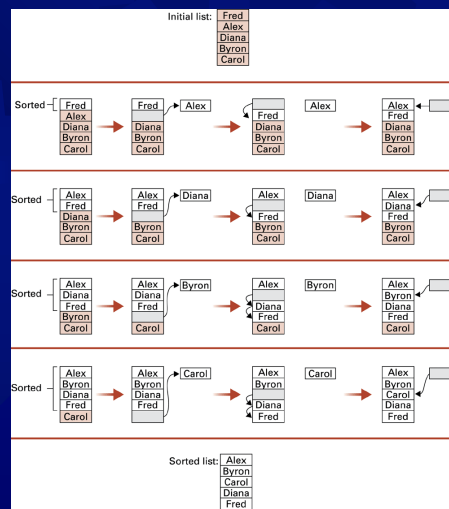 Initial list: Fred
Alex
Diana
Byron
Carol
Sorted Fred Fred Alex Alex Alex
Alex Fred Fred
Diana Diana Diana Diana
Byron Byron Byron Byron
Carol Carol Carol Carol
Sorted Alex Alex Diana Alex Diana Alex
Fred Fred Diana
Diana Fred Fred
Byron Byron Byron Byron
Carol Carol Carol Carol
Sorted Alex Alex Byron Alex Byron Alex
Diana Diana Byron
Fred Fred Diana Diana
Byron Fred Fred
Carol Carol Carol Carol
Sorted Alex Alex Carol Alex Carol Alex
Byron Byron Byron Byron
Diana Diana Carol
Fred Fred Diana Diana
Carol Fred Fred
Sorted list: Alex
Byron
Carol
Diana
Fred